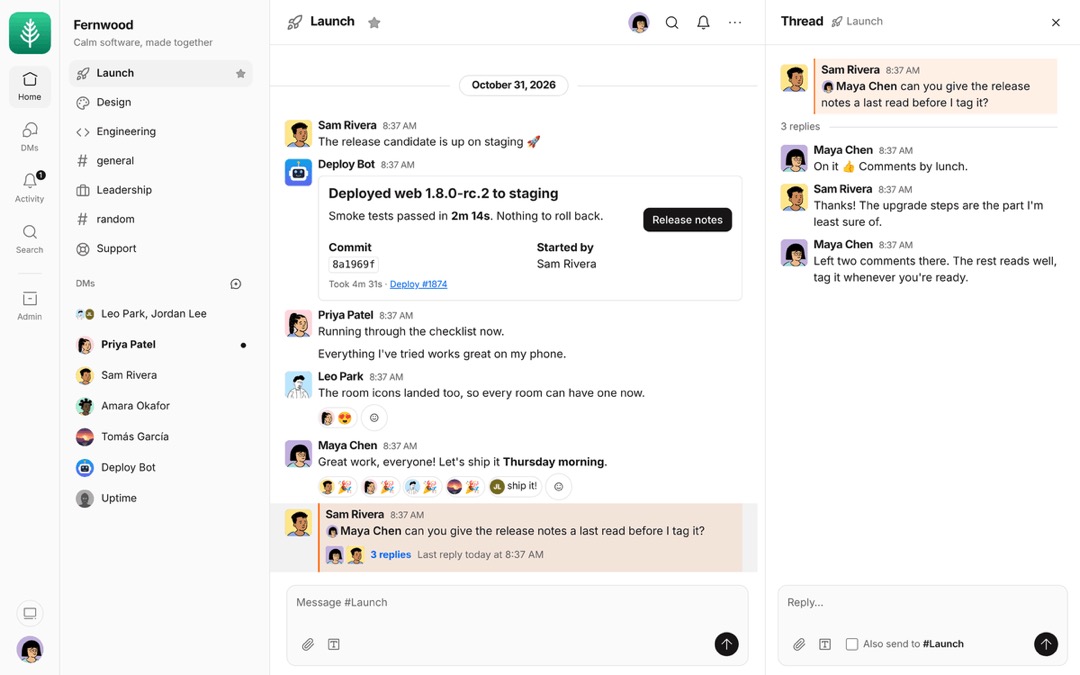 Home
DMs
1
Activity
Search
Admin
Fernwood
Calm software, made together
Launch
Design
Engineering
general
Leadership
random
Support
DMs
Leo Park, Jordan Lee
Priya Patel
Sam Rivera
Amara Okafor
Tomás García
Deploy Bot
Uptime
Launch
October 31, 2026
Sam Rivera 8:37 AM
The release candidate is up on staging 🚀
Deploy Bot 8:37 AM
Deployed web 1.8.0-rc.2 to staging
Smoke tests passed in 2m 14s. Nothing to roll back.
Release notes
Commit
8a1969f
Started by
Sam Rivera
Took 4m 31s · Deploy #1874
Priya Patel 8:37 AM
Running through the checklist now.
Everything I've tried works great on my phone.
Leo Park 8:37 AM
The room icons landed too, so every room can have one now.
Maya Chen 8:37 AM
Great work, everyone! Let's ship it Thursday morning.
JL ship it!
Sam Rivera 8:37 AM
Maya Chen can you give the release notes a last read before I tag it?
3 replies Last reply today at 8:37 AM
Message #Launch
Thread Launch
Sam Rivera 8:37 AM
Maya Chen can you give the release
notes a last read before I tag it?
3 replies
Maya Chen 8:37 AM
On it 👍 Comments by lunch.
Sam Rivera 8:37 AM
Thanks! The upgrade steps are the part I'm
least sure of.
Maya Chen 8:37 AM
Left two comments there. The rest reads well,
tag it whenever you're ready.
Reply...
Also send to #Launch